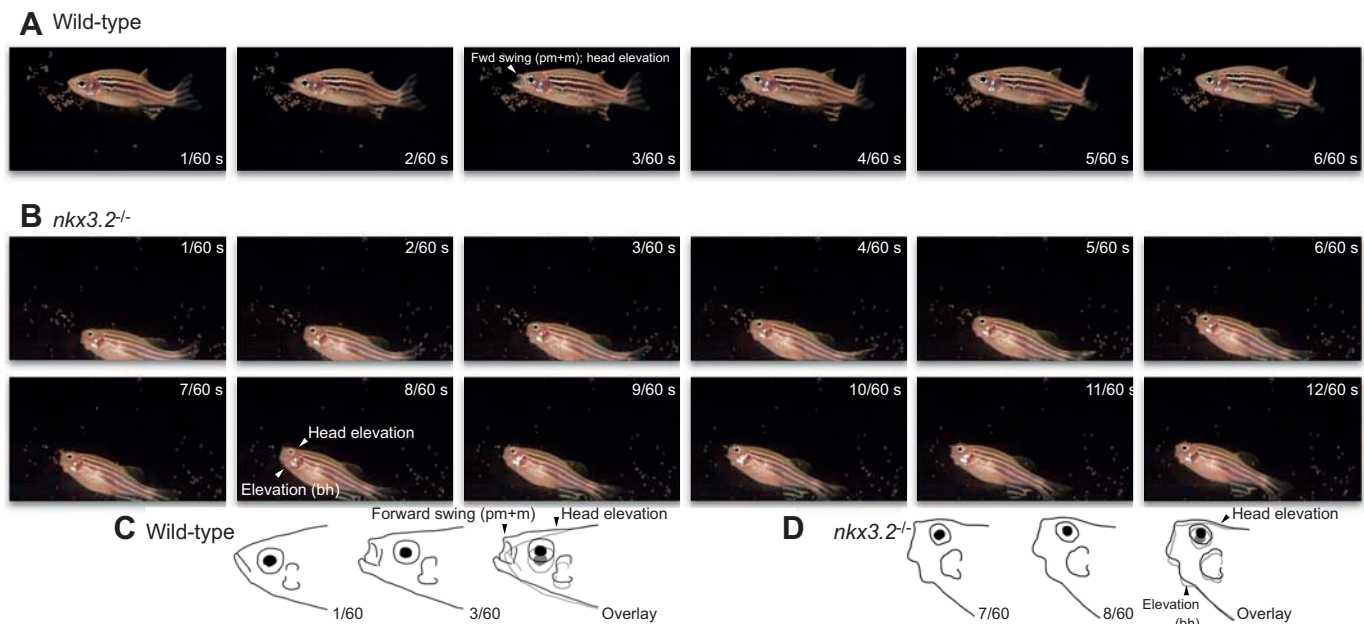 A Wild-type
Fwd swing (pm+m); head elevation
1/60 s
2/60 s
3/60 s
4/60 s
5/60 s
6/60 s
B nkx3.2-/-
1/60 s
2/60 s
3/60 s
4/60 s
5/60 s
6/60 s
7/60 s
8/60 s
9/60 s
10/60 s
11/60 s
12/60 s
Head elevation
Elevation (bh)
C Wild-type
Forward swing (pm+m)
Head elevation
1/60
3/60
Overlay
D nkx3.2-/-
Head elevation
7/60
8/60
Elevation
(bh)
Overlay